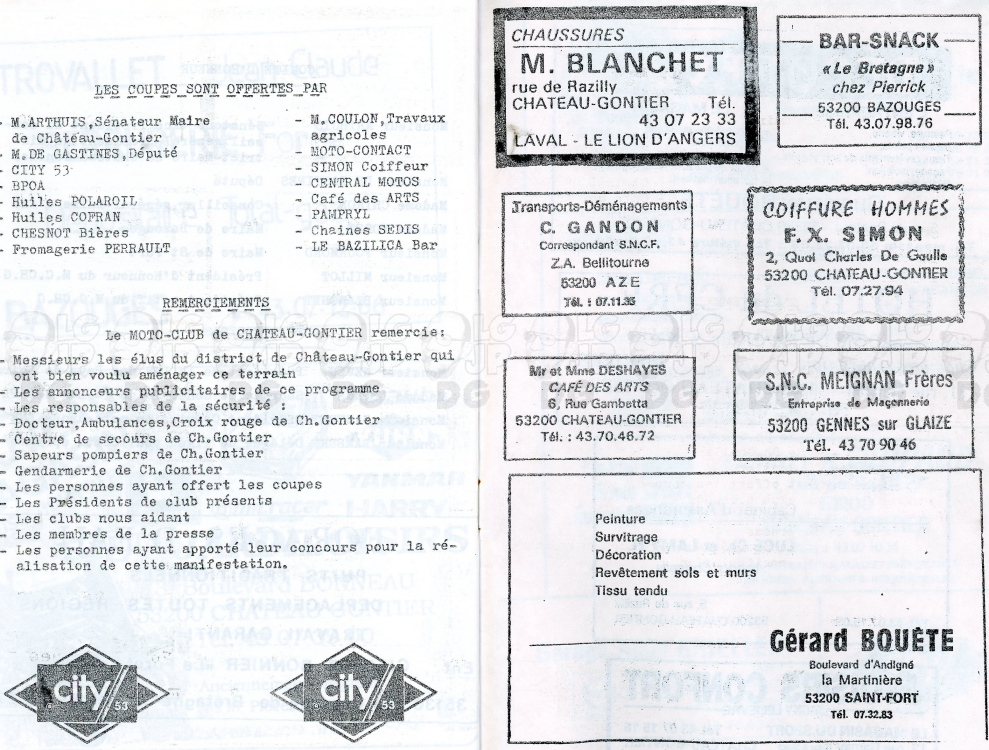 LES COUPES SONT OFFERTES PAR
- M.ARTHUIS,Sénateur Maire
de Château-Gontier
- M.DE GASTINES,Député
- CITY 53
- BPOA
- Huiles POLAROIL
- Huiles COFRAN
- CHESNOT Bières
- Fromagerie PERRAULT
- M.COULON,Travaux
agricoles
- MOTO-CONTACT
- SIMON Coiffeur
- CENTRAL MOTOS
- Café des ARTS
- PAMPRYL
- Chaines SEDIS
- LE BAZILICA Bar
REMERCIEMENTS
Le MOTO-CLUB de CHATEAU-GONTIER remercie:
- Messieurs les élus du district de Château-Gontier qui
ont bien voulu aménager ce terrain
- Les annonceurs publicitaires de ce programme
- Les responsables de la sécurité :
- Docteur,Ambulances,Croix rouge de Ch.Gontier
- Centre de secours de Ch.Gontier
- Sapeurs pompiers de Ch.Gontier
- Gendarmerie de Ch.Gontier
- Les personnes ayant offert les coupes
- Les Présidents de club présents
- Les clubs nous aidant
- Les membres de la presse
- Les personnes ayant apporté leur concours pour la ré-
alisation de cette manifestation.
city
53
city
53
CHAUSSURES
M. BLANCHET
rue de Razilly
CHATEAU-GONTIER Tél.
43 07 23 33
LAVAL - LE LION D'ANGERS
BAR-SNACK
« Le Bretagne »
chez Pierrick
53200 BAZOUGES
Tél. 43.07.98.76
Transports-Déménagements
C. GANDON
Correspondant S.N.C.F.
Z.A. Bellitourne
53200 AZE
Tél. : 07.11.35
COIFFURE HOMMES
F. X. SIMON
2, Quai Charles De Gaulle
53200 CHATEAU-GONTIER
Tél. 07.27.94
Mr et Mme DESHAYES
CAFÉ DES ARTS
6, Rue Gambetta
53200 CHATEAU-GONTIER
Tél. : 43.70.46.72
S.N.C. MEIGNAN Frères
Entreprise de Maçonnerie
53200 GENNES sur GLAIZE
Tél. 43 70 90 46
Peinture
Survitrage
Décoration
Revêtement sols et murs
Tissu tendu
Gérard BOUÈTE
Boulevard d'Andigné
la Martinière
53200 SAINT-FORT
Tél. 07.32.83